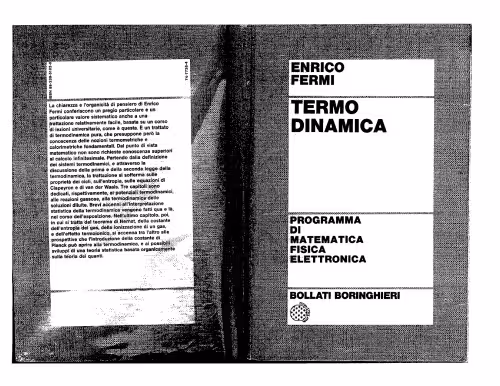 La chiarezza e l'organicità di pensiero di Enrico
Fermi conferiscono un pregio particolare e un
particolare valore sistematico anche a una
trattazione relativamente facile, basata su un corso
di lezioni universitarie, come è questa. È un trattato
di termodinamica pura, che presuppone però la
conoscenza delle nozioni termometriche e
calorimetriche fondamentali. Dal punto di vista
matematico non sono richieste conoscenze superiori
al calcolo infinitesimale. Partendo dalla definizione
dei sistemi termodinamici, e attraverso la
discussione della prima e della seconda legge della
termodinamica, la trattazione si sofferma sulle
proprietà dei cicli, sull'entropia, sulle equazioni di
Clapeyron e di van der Waals. Tre capitoli sono
dedicati, rispettivamente, ai potenziali termodinamici,
alle reazioni gassose, alla termodinamica delle
soluzioni diluite. Brevi accenni all'interpretazione
statistica della termodinamica vengono fatti qua e là,
nel corso dell'esposizione. Nell'ultimo capitolo, poi,
in cui si tratta del teorema di Nernst, della costante
dell'entropia dei gas, della ionizzazione di un gas,
e dell'effetto termoionico, si accenna tra l'altro alle
prospettive che l'introduzione della costante di
Planck può aprire alla termodinamica, e ai possibili
sviluppi di una teoria statistica basata organicamente
sulla teoria dei quanti.
ENRICO
FERMI
TERMO
DINAMICA
PROGRAMMA
DI
MATEMATICA
FISICA
ELETTRONICA
BOLLATI BORINGHIERI